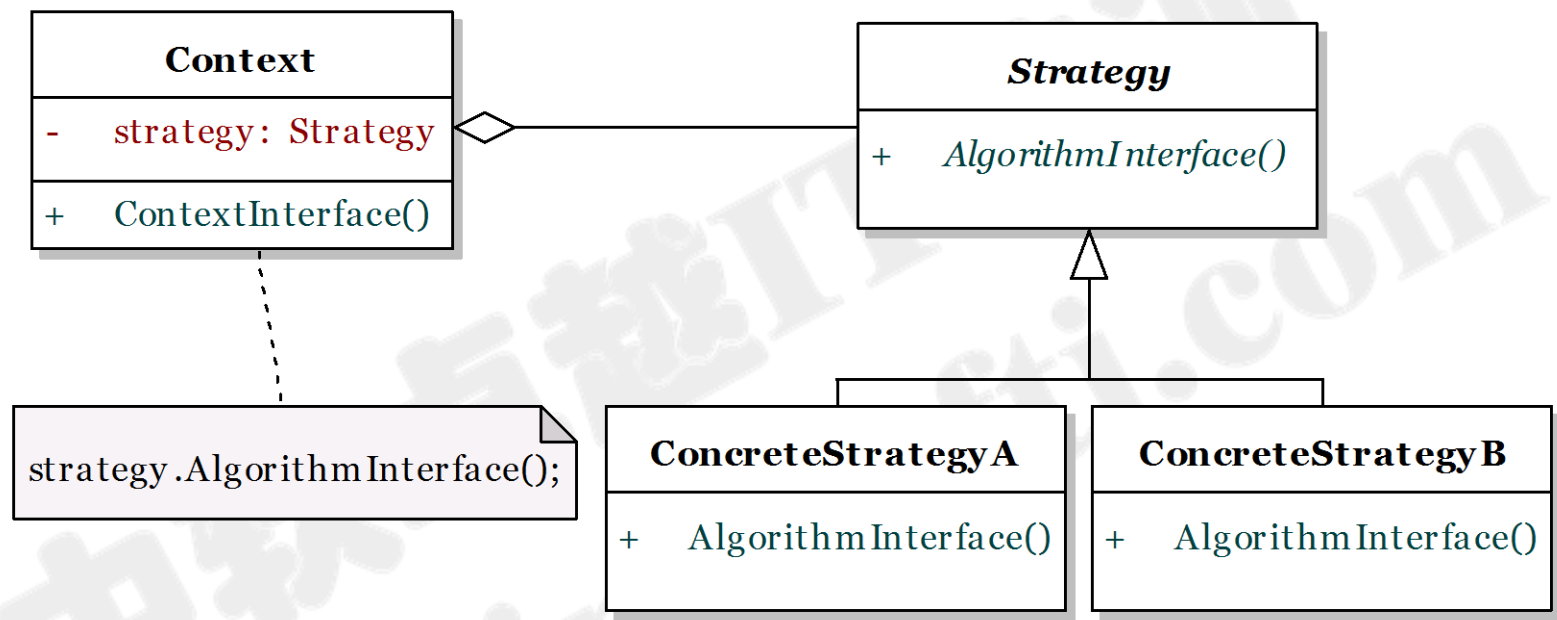 Context
- strategy: Strategy
+ ContextInterface()
Strategy
+ AlgorithmInterface()
strategy.AlgorithmInterface();
ConcreteStrategyA
+ AlgorithmInterface()
ConcreteStrategyB
+ AlgorithmInterface()